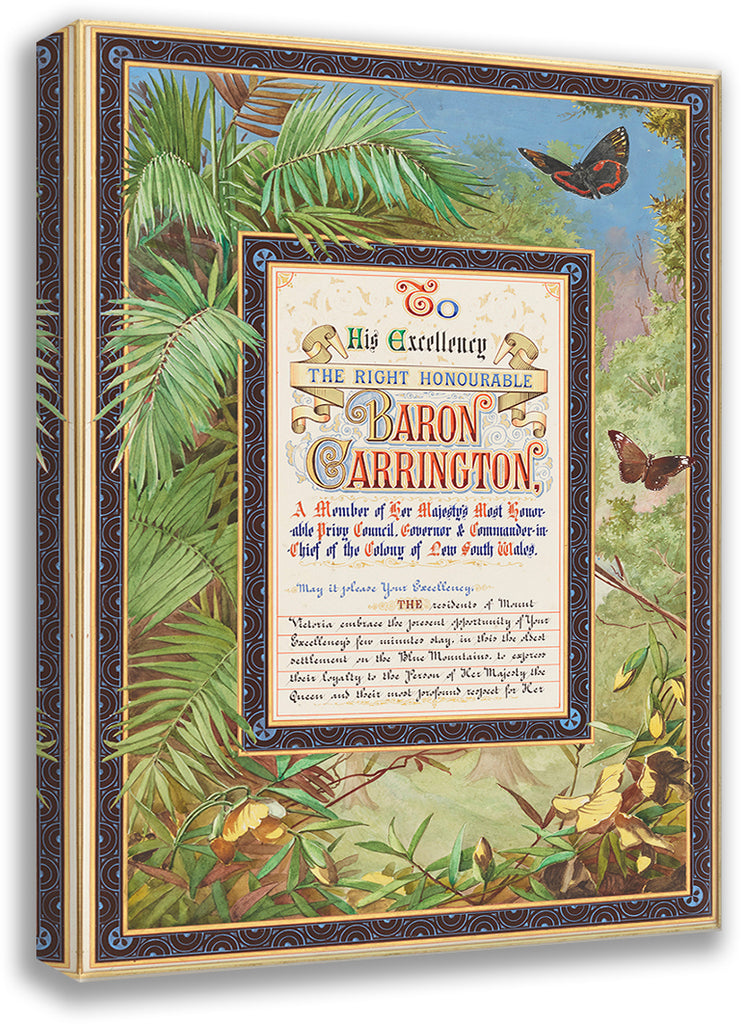 To
His Excellency
THE RIGHT HONOURABLE
BARON
CARRINGTON,
A Member of Her Majesty's Most Honor-
able Privy Council, Governor & Commander-in-
Chief of the Colony of New South Wales.
May it please Your Excellency,
THE residents of Mount
Victoria embrace the present opportunity of Your
Excellency's few minutes stay, in this the oldest
settlement on the Blue Mountains, to express
their loyalty to the Person of Her Majesty the
Queen and their most profound respect for Her